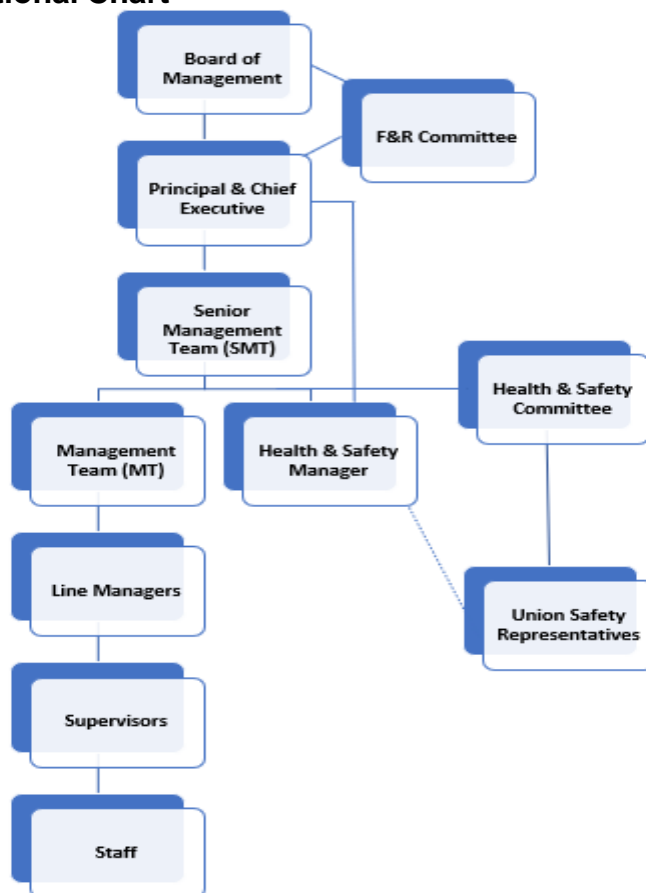 Board of
Management
F&R Committee
Principal & Chief
Executive
Senior
Management
Team (SMT)
Health & Safety
Committee
Management
Team (MT)
Health & Safety
Manager
Line Managers
Union Safety
Representatives
Supervisors
Staff